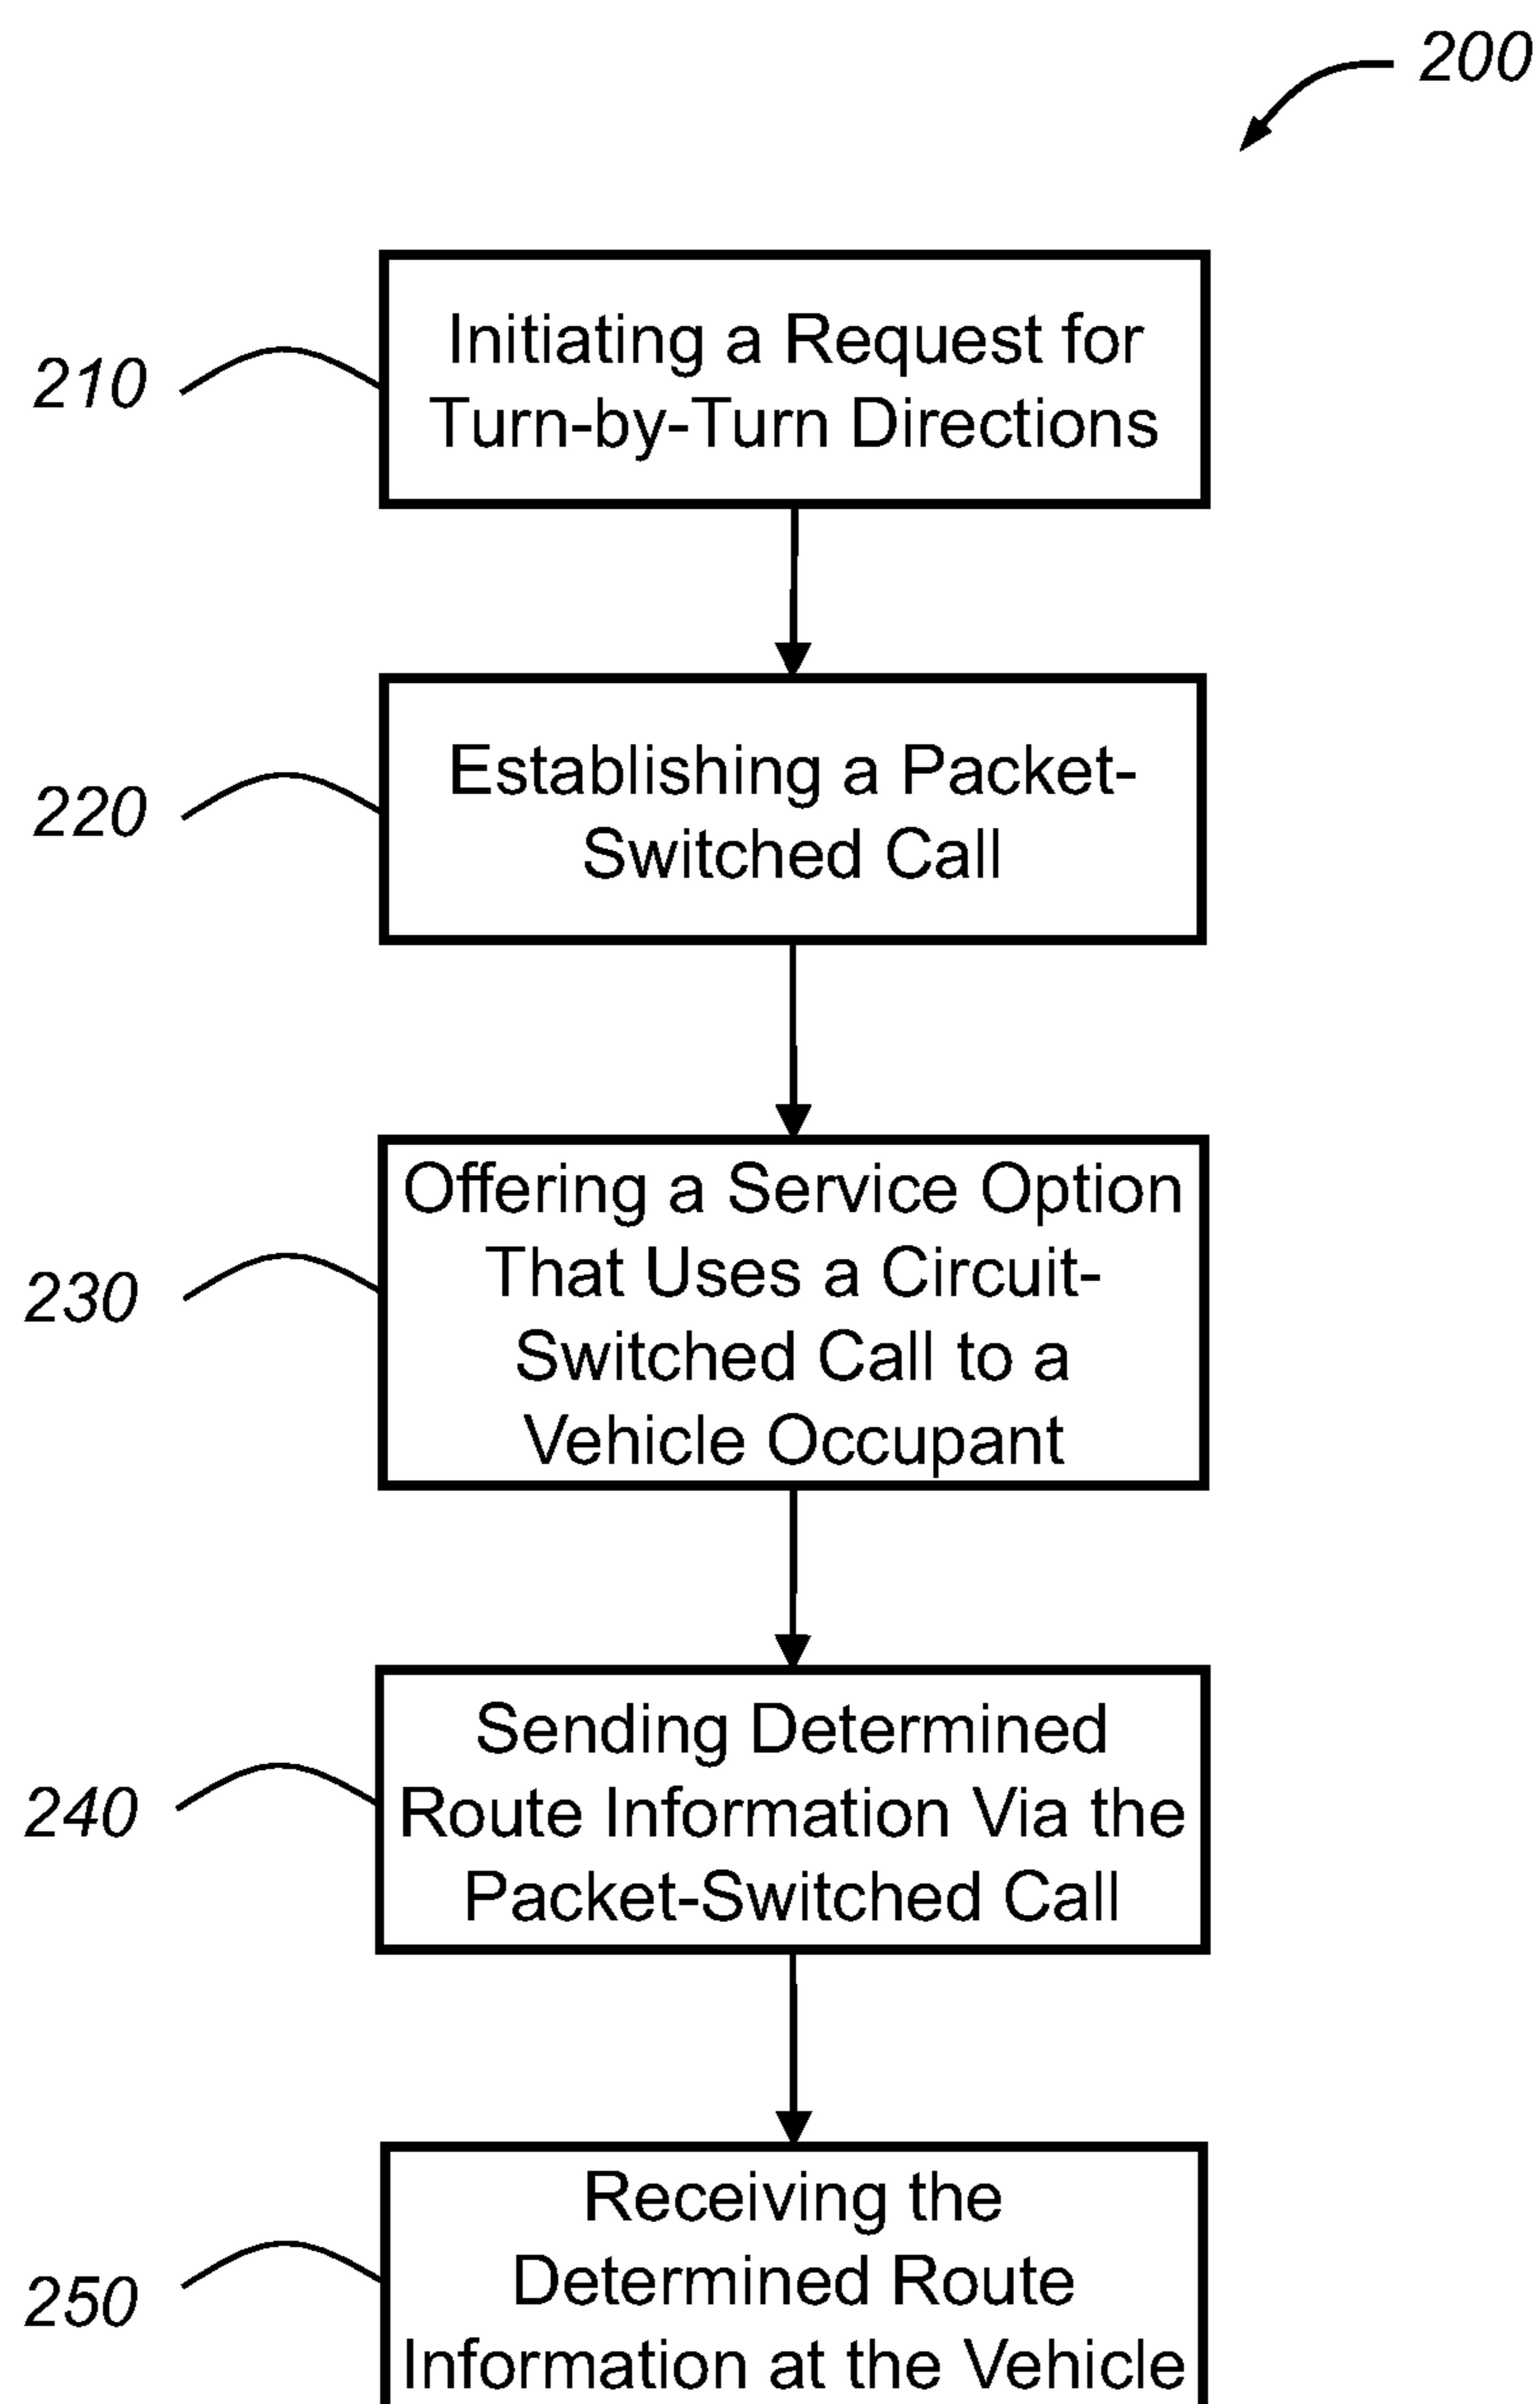 200
210
Initiating a Request for
Turn-by-Turn Directions
220
Establishing a Packet-
Switched Call
230
Offering a Service Option
That Uses a Circuit-
Switched Call to a
Vehicle Occupant
240
Sending Determined
Route Information Via the
Packet-Switched Call
250
Receiving the
Determined Route
Information at the Vehicle